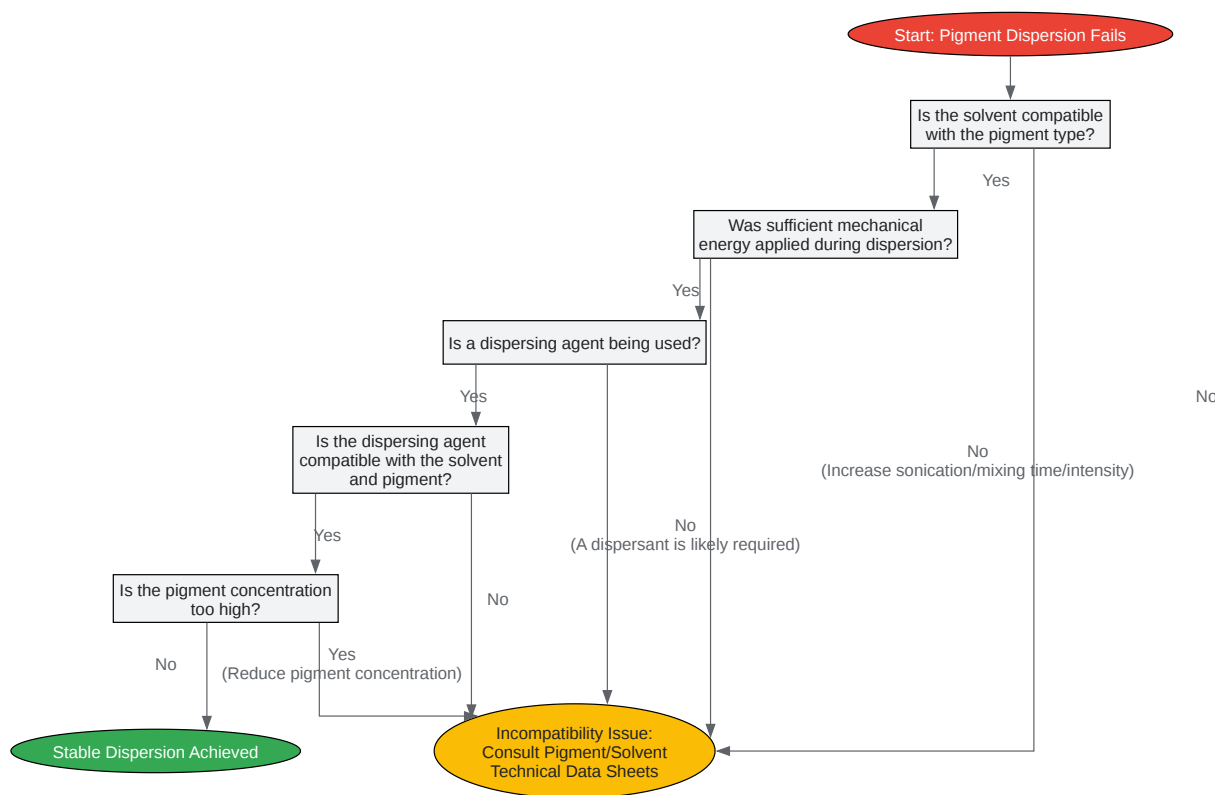 Start: Pigment Dispersion Fails
Is the solvent compatible
with the pigment type?
Yes
Was sufficient mechanical
energy applied during dispersion?
Yes
Is a dispersing agent being used?
Yes
No
Is the dispersing agent
compatible with the solvent
and pigment?
No
(Increase sonication/mixing time/intensity)
Yes
No
(A dispersant is likely required)
Is the pigment concentration
too high?
No
No
Yes
(Reduce pigment concentration)
Stable Dispersion Achieved
Incompatibility Issue:
Consult Pigment/Solvent
Technical Data Sheets